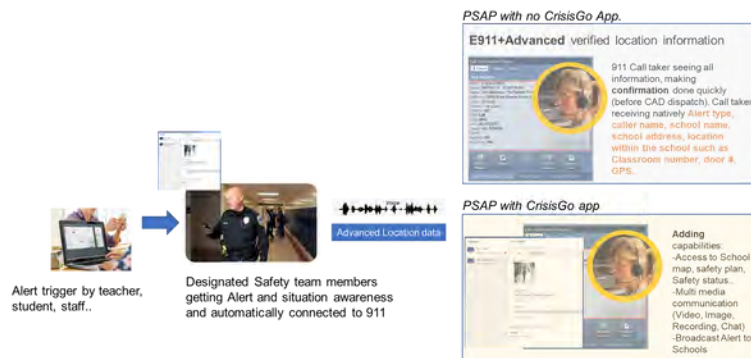 PSAP with no CrisisGo App.
E911+Advanced verified location information
911 Call taker seeing all
information, making
confirmation done quickly
(before CAD dispatch). Call taker
receiving natively Alert type,
caller name, school name,
school address, location
within the school such as
Classroom number, door #,
GPS..
Voice
Advanced Location data
Alert trigger by teacher,
student, staff..
Designated Safety team members
getting Alert and situation awareness
and automatically connected to 911
PSAP with CrisisGo app
Adding
capabilities:
-Access to School
map, safety plan,
Safety status..
-Multi media
communication
(Video, Image,
Recording, Chat)
-Broadcast Alert to
Schools